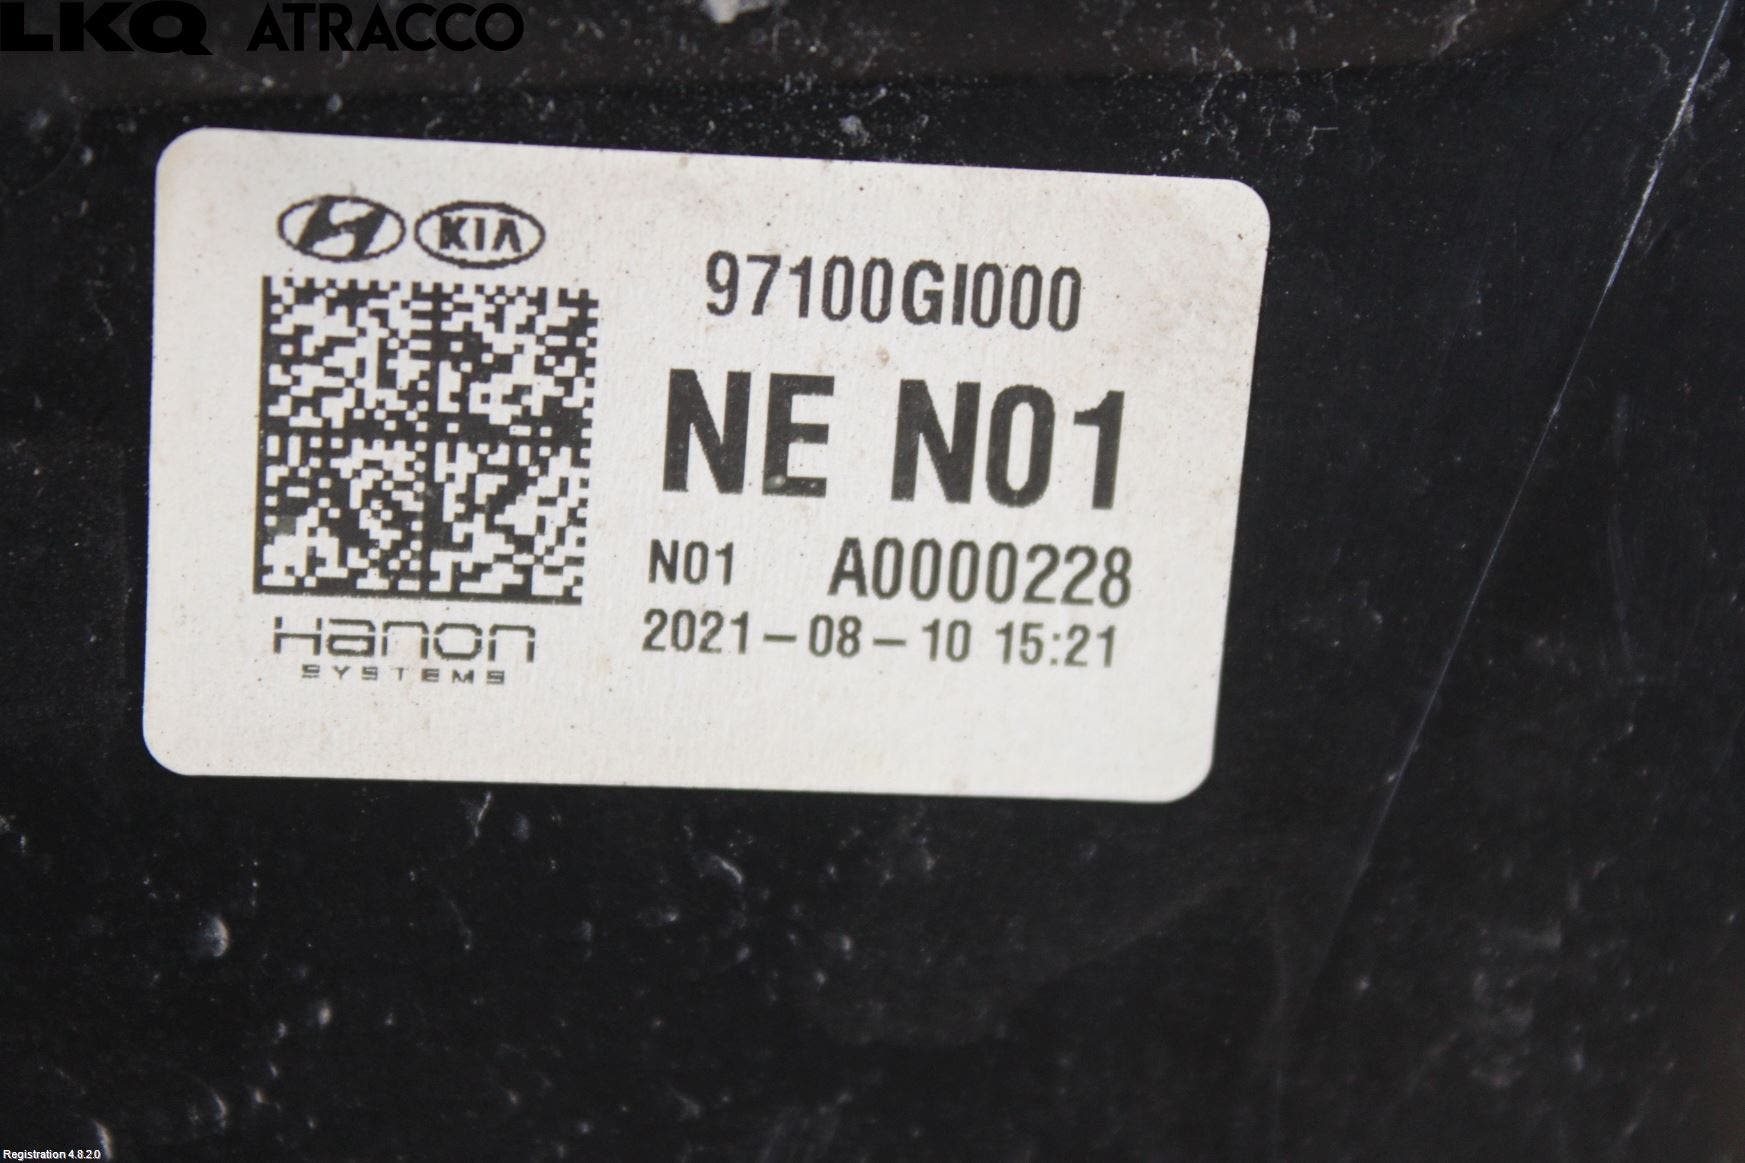 LKQ ATRACCO
KIA
97100GI000
NE N01
N01 A0000228
2021-08-10 15:21
Hanon
SYSTEMS
Registration 4.8.2.0